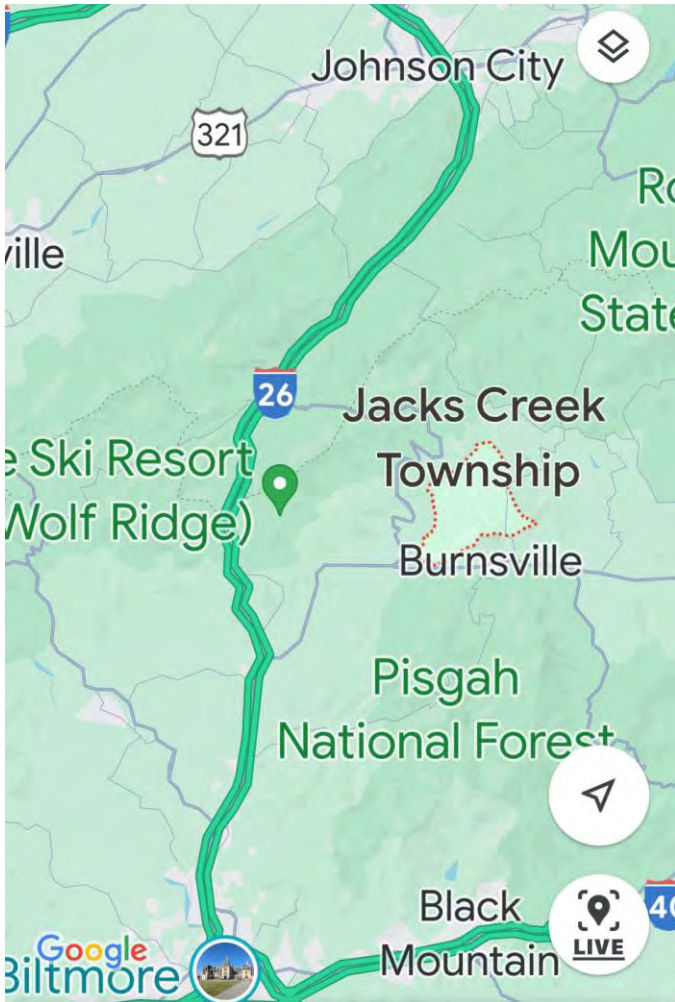 Johnson City
321
Ro
ville
Mou
State
26
Jacks Creek
Township
e Ski Resort
Wolf Ridge)
Burnsville
Pisgah
National Forest
Black
Mountain
40
LIVE
Google
Biltmore